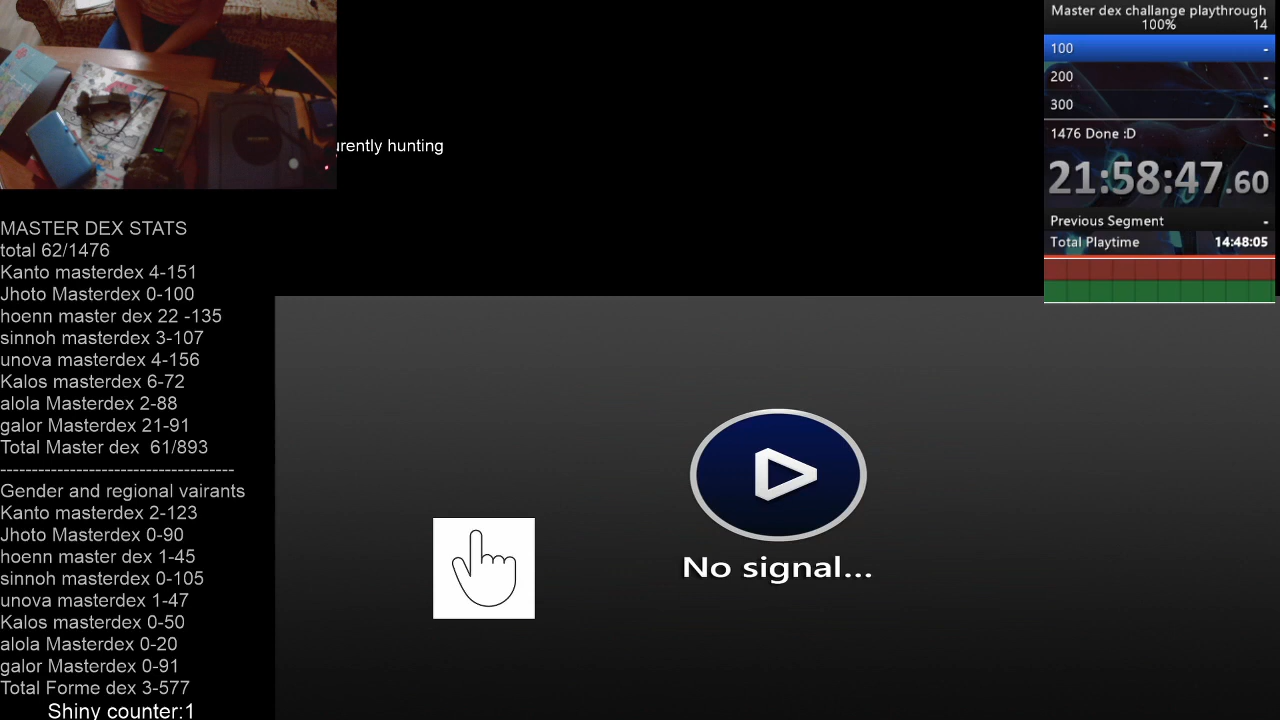 Master dex challange playthrough
100% 14
100 -
200 -
300 -
1476 Done :D -
21:58:47.60
Previous Segment -
Total Playtime 14:48:05
urently hunting
MASTER DEX STATS
total 62/1476
Kanto masterdex 4-151
Jhoto Masterdex 0-100
hoenn master dex 22 -135
sinnoh masterdex 3-107
unova masterdex 4-156
Kalos masterdex 6-72
alola Masterdex 2-88
galor Masterdex 21-91
Total Master dex  61/893
------------------------------------
Gender and regional vairants
Kanto masterdex 2-123
Jhoto Masterdex 0-90
hoenn master dex 1-45
sinnoh masterdex 0-105
unova masterdex 1-47
Kalos masterdex 0-50
alola Masterdex 0-20
galor Masterdex 0-91
Total Forme dex 3-577
Shiny counter:1
No signal...